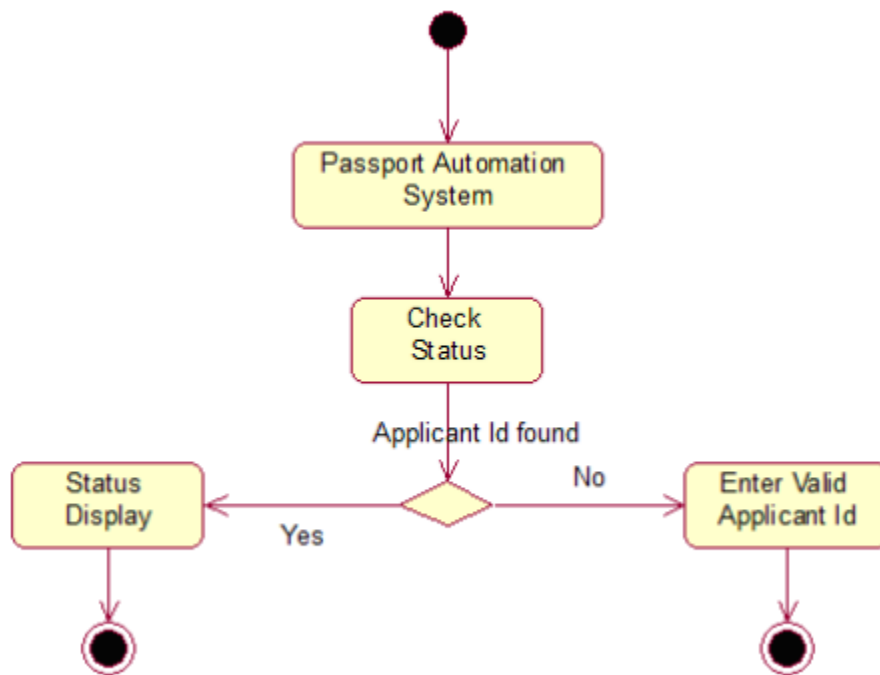 Passport Automation
System
Check
Status
Applicant Id found
Status
Display
Yes
No
Enter Valid
Applicant Id